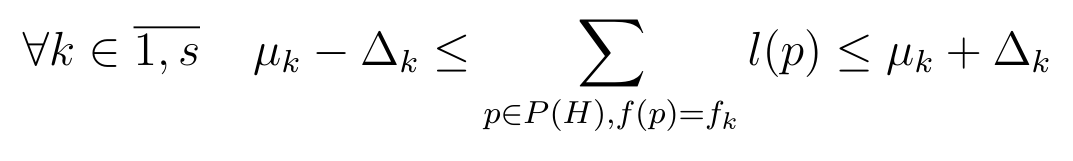 ∀k ∈ \overline{1, s}   μ_k − Δ_k ≤ ∑_{p∈P(H),f(p)=f_k} l(p) ≤ μ_k + Δ_k